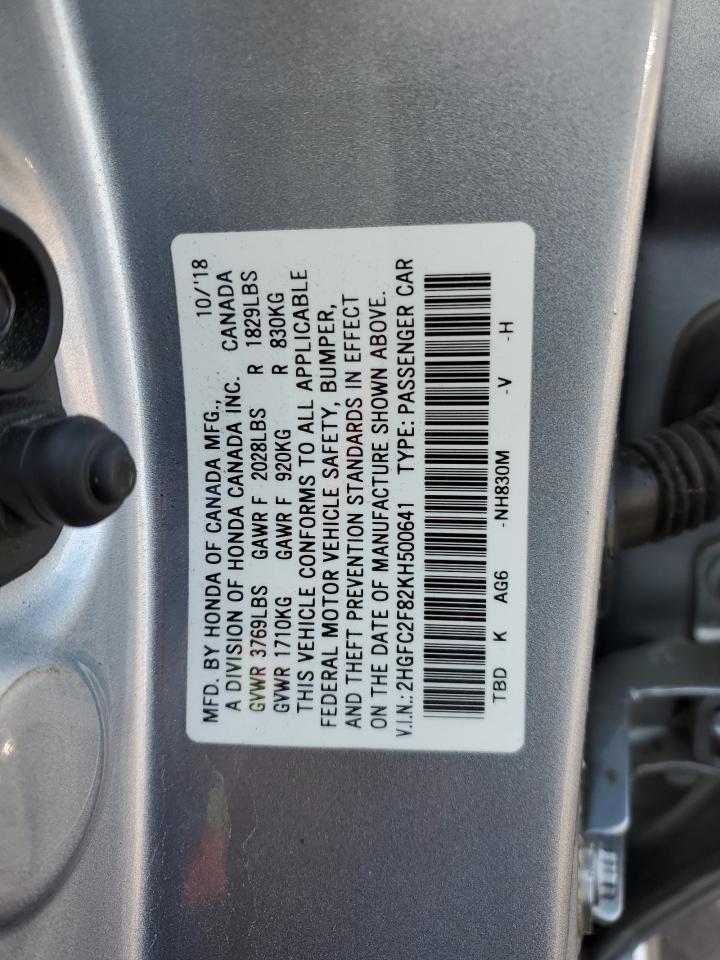 MFD. BY HONDA OF CANADA MFG., 10/'18
A DIVISION OF HONDA CANADA INC. CANADA
GVWR 3769LBS GAWR F 2028LBS R 1829LBS
GVWR 1710KG GAWR F 920KG R 830KG
THIS VEHICLE CONFORMS TO ALL APPLICABLE
FEDERAL MOTOR VEHICLE SAFETY, BUMPER,
AND THEFT PREVENTION STANDARDS IN EFFECT
ON THE DATE OF MANUFACTURE SHOWN ABOVE.
V.I.N.: 2HGFC2F82KH500641 TYPE: PASSENGER CAR
TBD K AG6 -NH830M -V -H